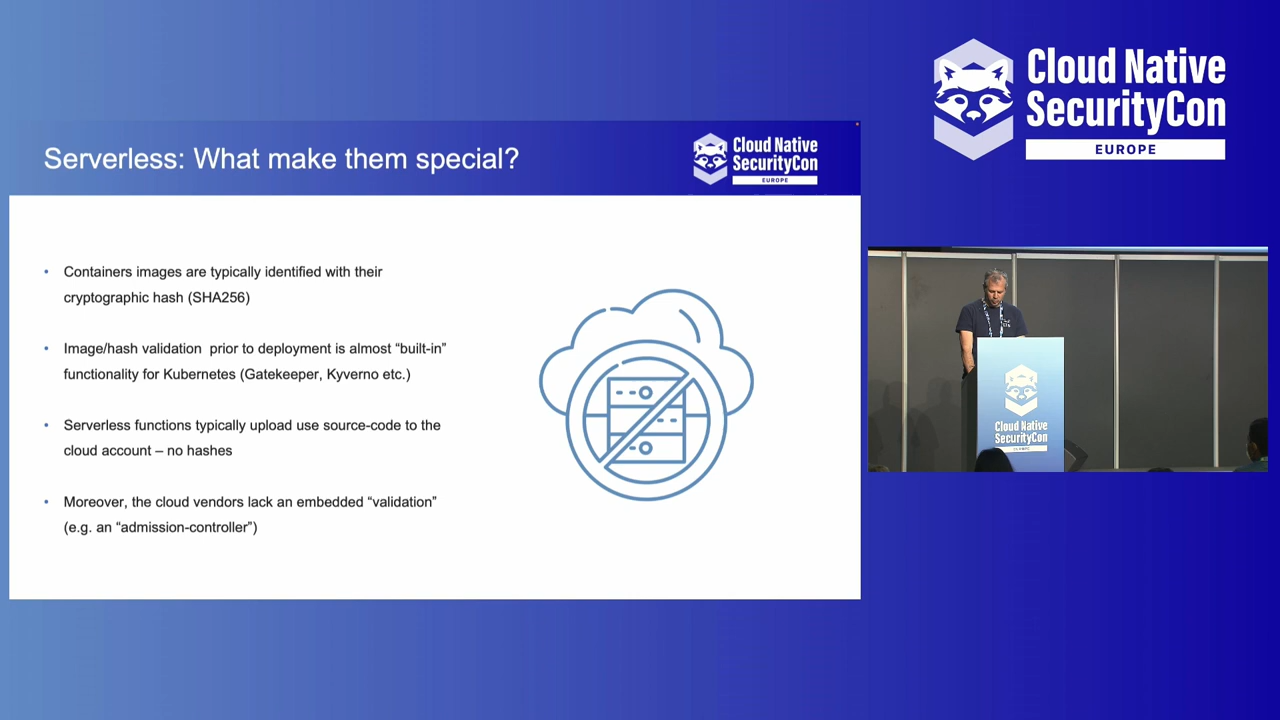 Cloud Native
SecurityCon
EUROPE
Serverless: What make them special?
Cloud Native
SecurityCon
EUROPE
• Containers images are typically identified with their
cryptographic hash (SHA256)
• Image/hash validation prior to deployment is almost “built-in”
functionality for Kubernetes (Gatekeeper, Kyverno etc.)
• Serverless functions typically upload use source-code to the
cloud account – no hashes
• Moreover, the cloud vendors lack an embedded “validation”
(e.g. an “admission-controller”)
Cloud Native
SecurityCon